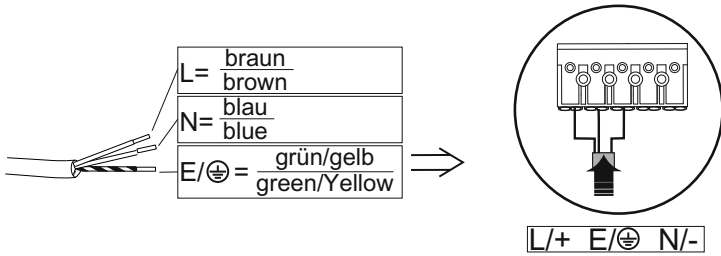 L= braun
brown
N= blau
blue
E/⏚ = grün/gelb
green/Yellow
L/+ E/⏚ N/-